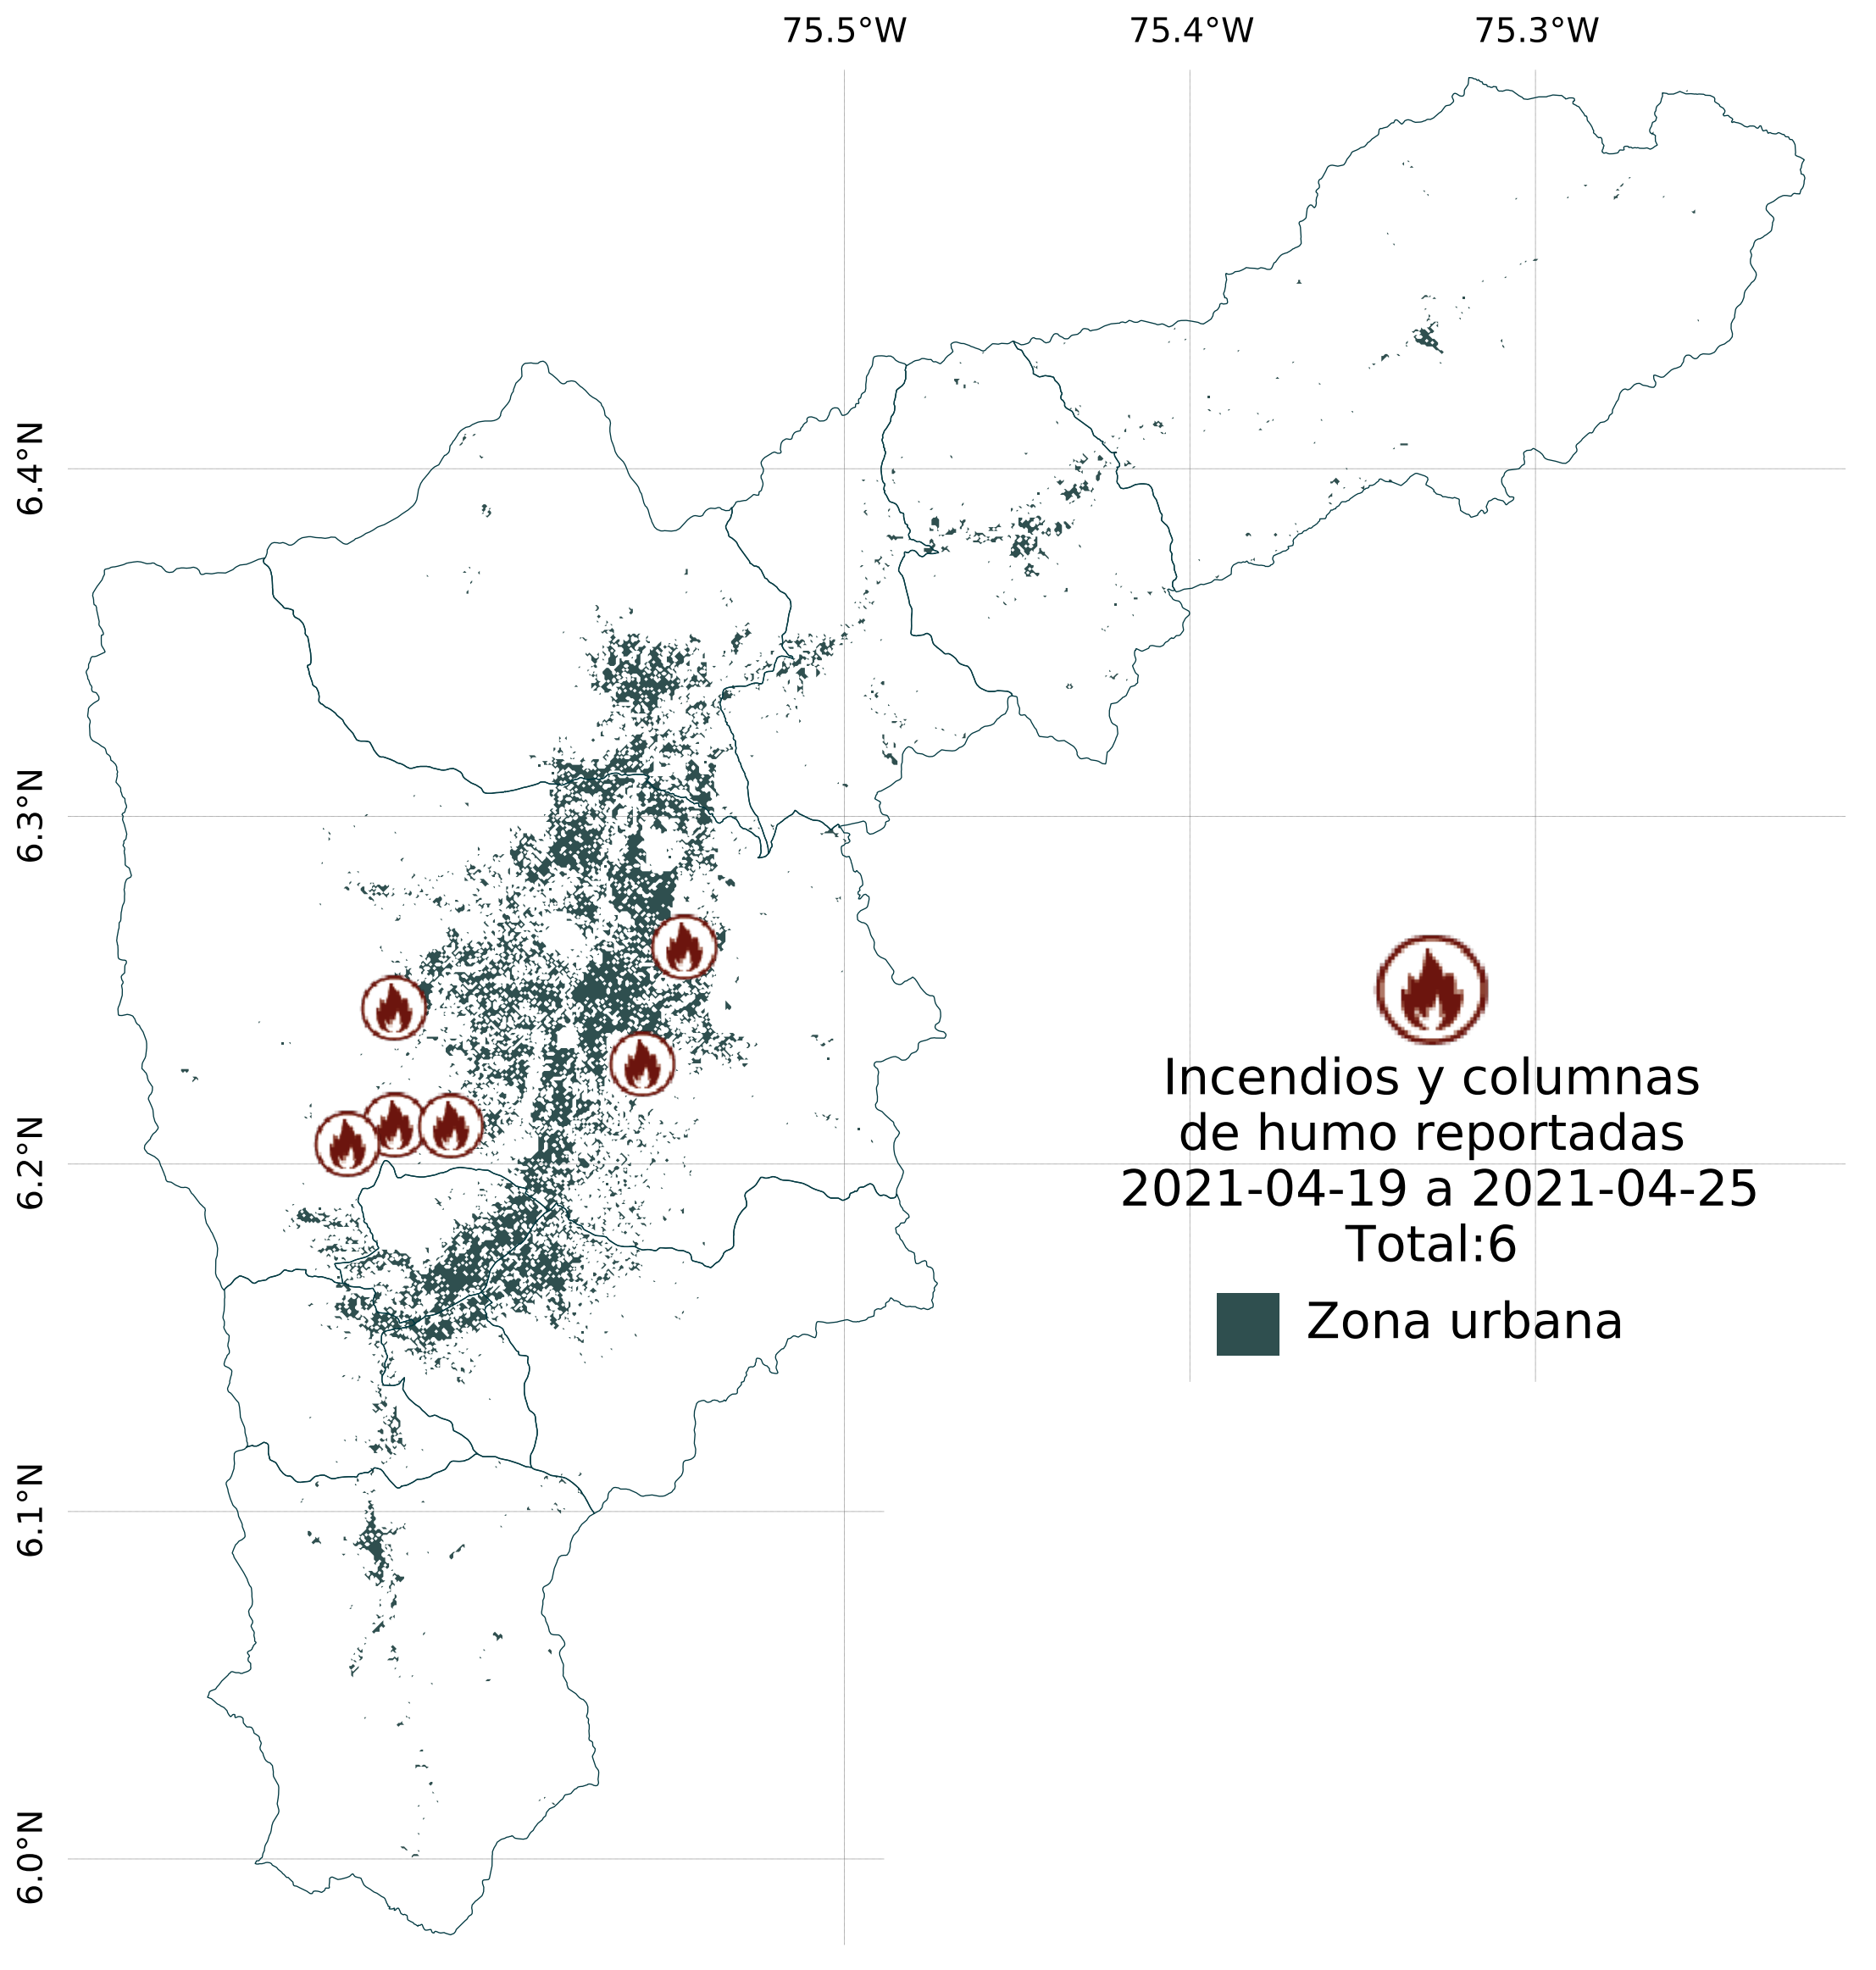 75.5°W 75.4°W 75.3°W
6.4°N
6.3°N
6.2°N
6.1°N
6.0°N
Incendios y columnas
de humo reportadas
2021-04-19 a 2021-04-25
Total:6
Zona urbana